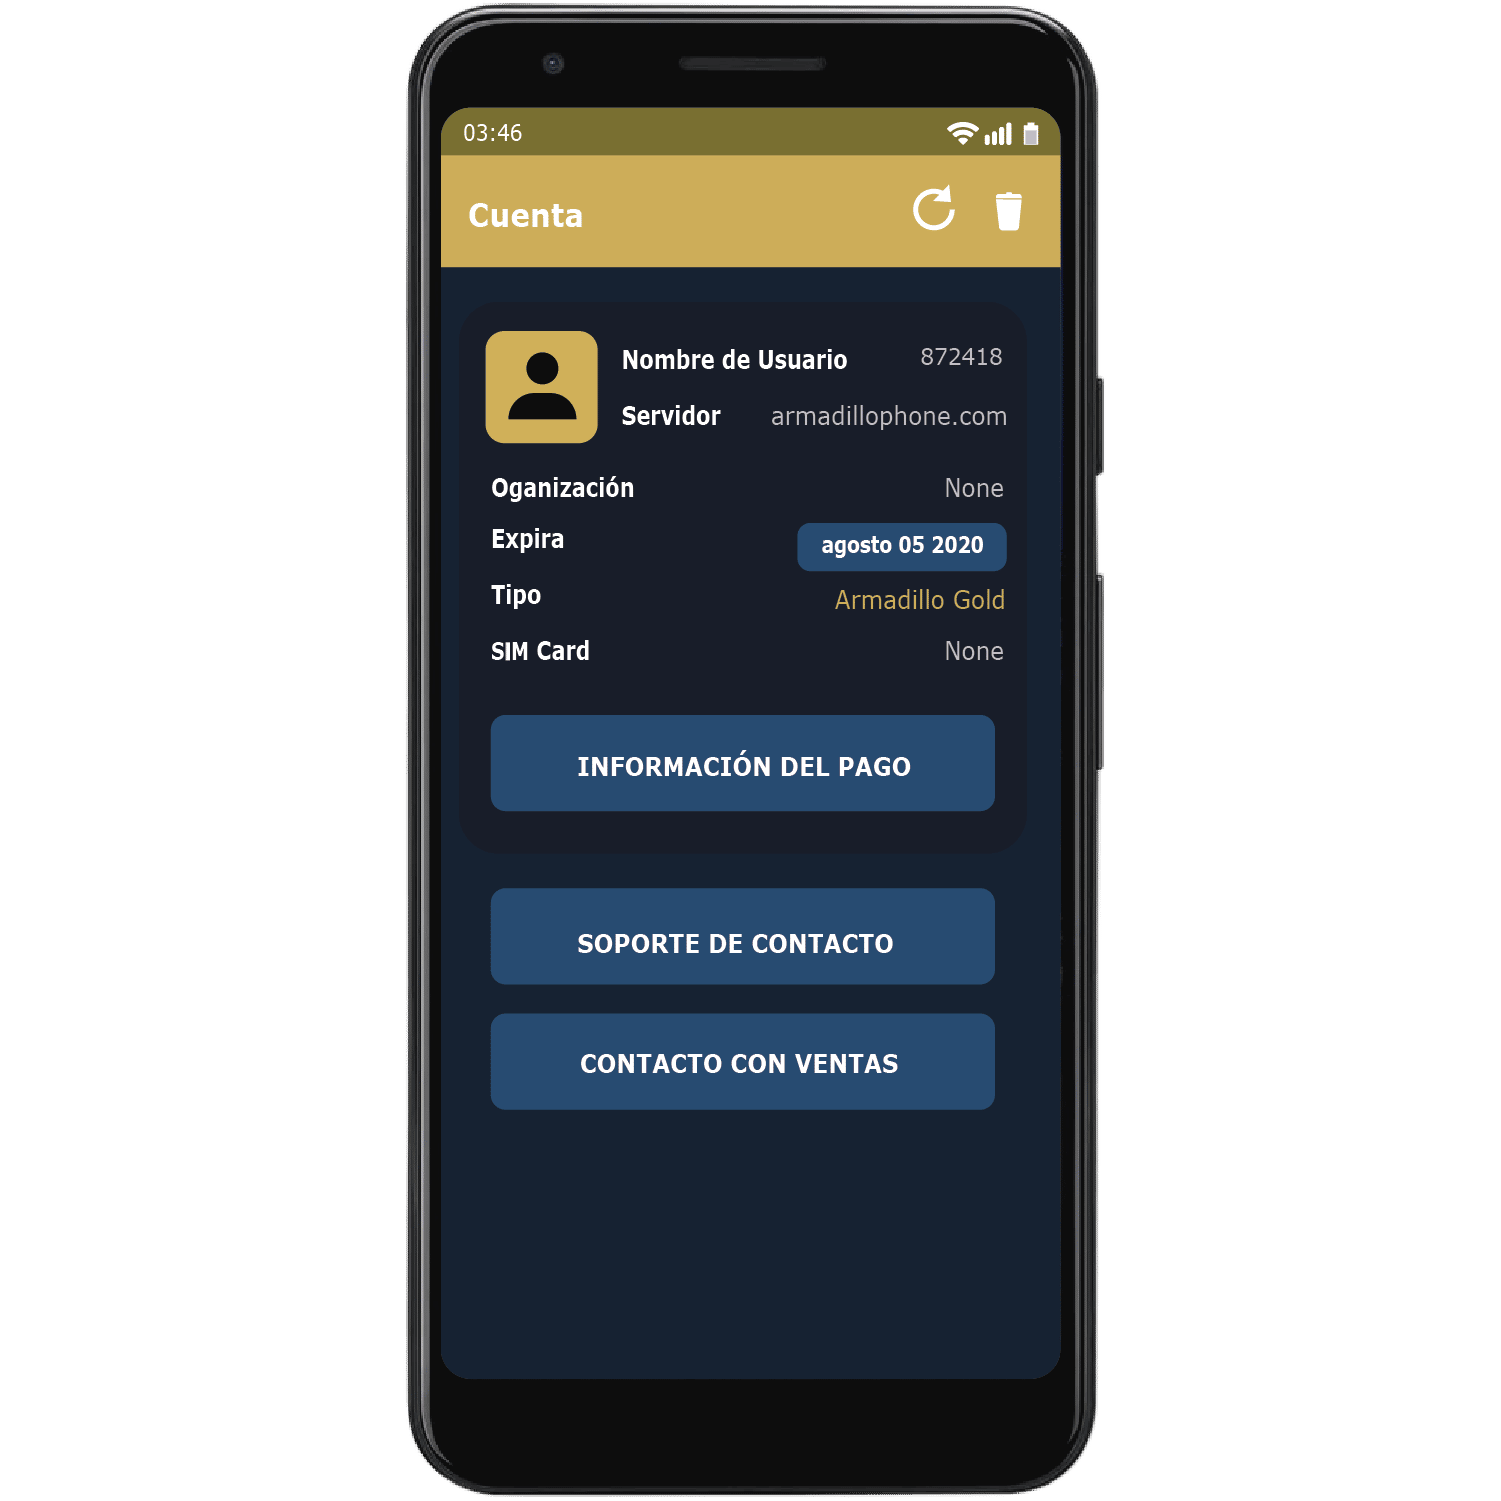 03:46
Cuenta
Nombre de Usuario 872418
Servidor armadillophone.com
Oganización None
Expira agosto 05 2020
Tipo Armadillo Gold
SIM Card None
INFORMACIÓN DEL PAGO
SOPORTE DE CONTACTO
CONTACTO CON VENTAS